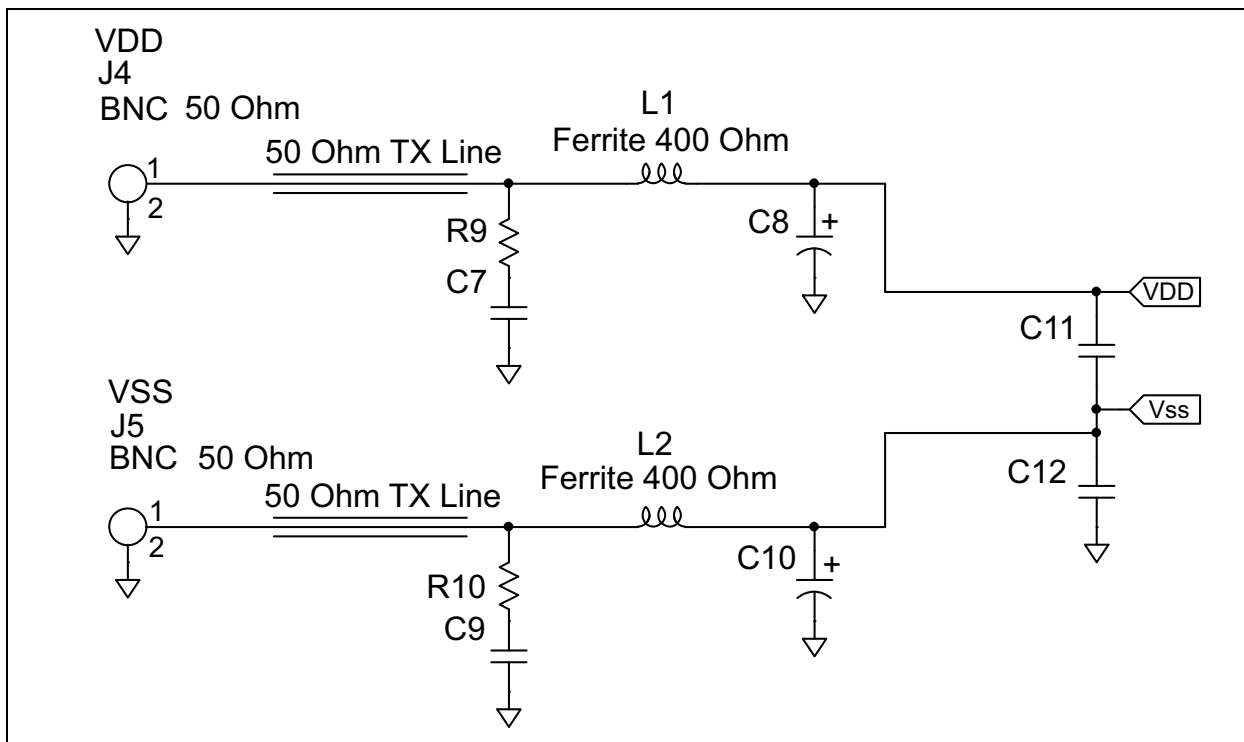 VDD
J4
BNC 50 Ohm
L1
Ferrite 400 Ohm
50 Ohm TX Line
1
2
R9
C7
C8
+
VDD
C11
VSS
J5
BNC 50 Ohm
Vss
L2
Ferrite 400 Ohm
C12
50 Ohm TX Line
1
2
R10
C9
C10
+